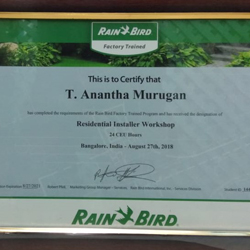 RAIN BIRD
Factory Trained
This is to Certify that
T. Anantha Murugan
has completed the requirements of the Rain Bird Factory Trained Program and has received the designation of
Residential Installer Workshop
24 CEU Hours
Bangalore, India - August 27th, 2018
RAIN BIRD